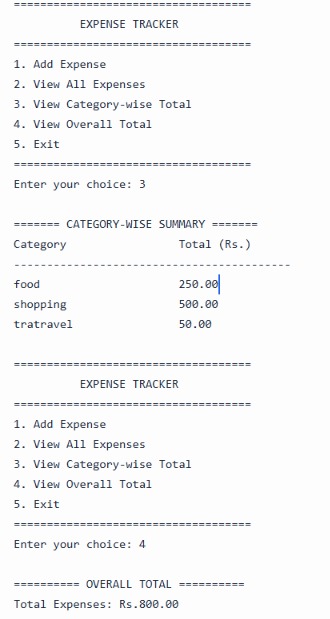 ====================================
EXPENSE TRACKER
====================================
1. Add Expense
2. View All Expenses
3. View Category-wise Total
4. View Overall Total
5. Exit
====================================
Enter your choice: 3
======= CATEGORY-WISE SUMMARY =======
Category Total (Rs.)
------------------------------------------
food 250.00
shopping 500.00
tratravel 50.00
====================================
EXPENSE TRACKER
====================================
1. Add Expense
2. View All Expenses
3. View Category-wise Total
4. View Overall Total
5. Exit
====================================
Enter your choice: 4
========== OVERALL TOTAL ==========
Total Expenses: Rs.800.00